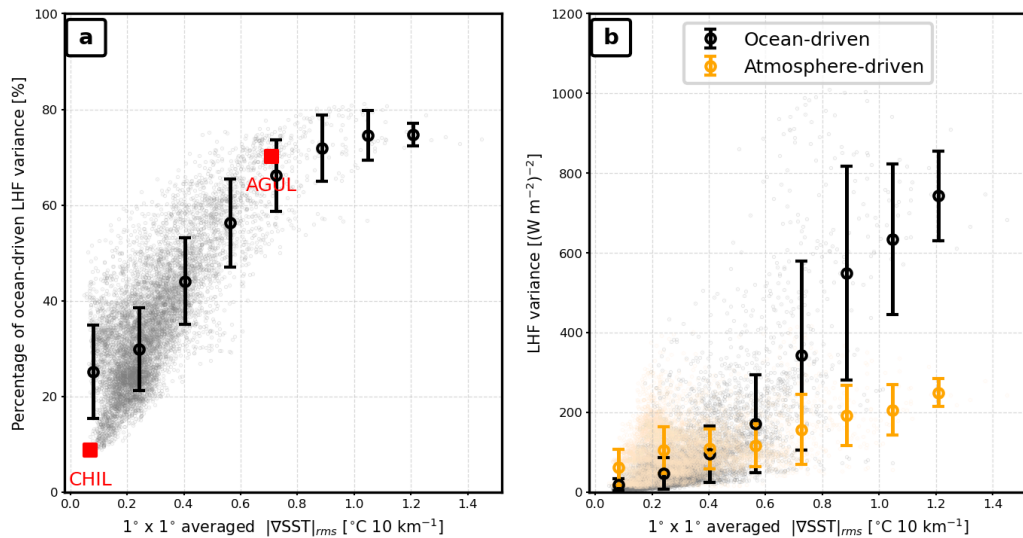 a
100
80
60
40
20
0
Percentage of ocean-driven LHF variance [%]
AGUL
CHIL
0.0 0.2 0.4 0.6 0.8 1.0 1.2 1.4
1° x 1° averaged |∇SST|rms [°C 10 km⁻¹]
b
Ocean-driven
Atmosphere-driven
1200
1000
800
600
400
200
0
LHF variance [(W m⁻²)⁻²]
0.0 0.2 0.4 0.6 0.8 1.0 1.2 1.4
1° x 1° averaged |∇SST|rms [°C 10 km⁻¹]